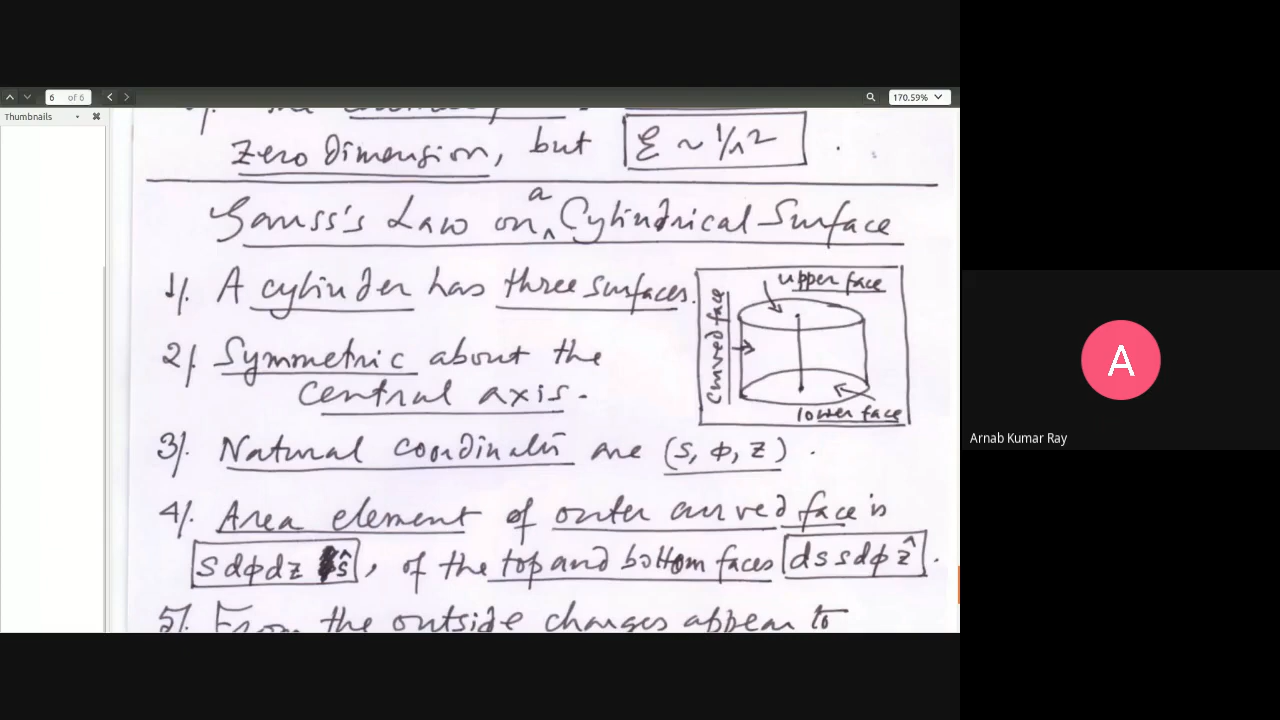 6 of 6
170.59%
Thumbnails
zero dimension, but ξ ~ 1/r²
Gauss's Law on a Cylindrical Surface
1/. A cylinder has three surfaces.
upper face
curved face
lower face
2/. Symmetric about the
central axis.
3/. Natural coordinates are (s, φ, z).
4/. Area element of outer curved face is
s dφ dz ŝ, of the top and bottom faces ds s dφ ẑ.
5/. From the outside charges appear to
A
Arnab Kumar Ray